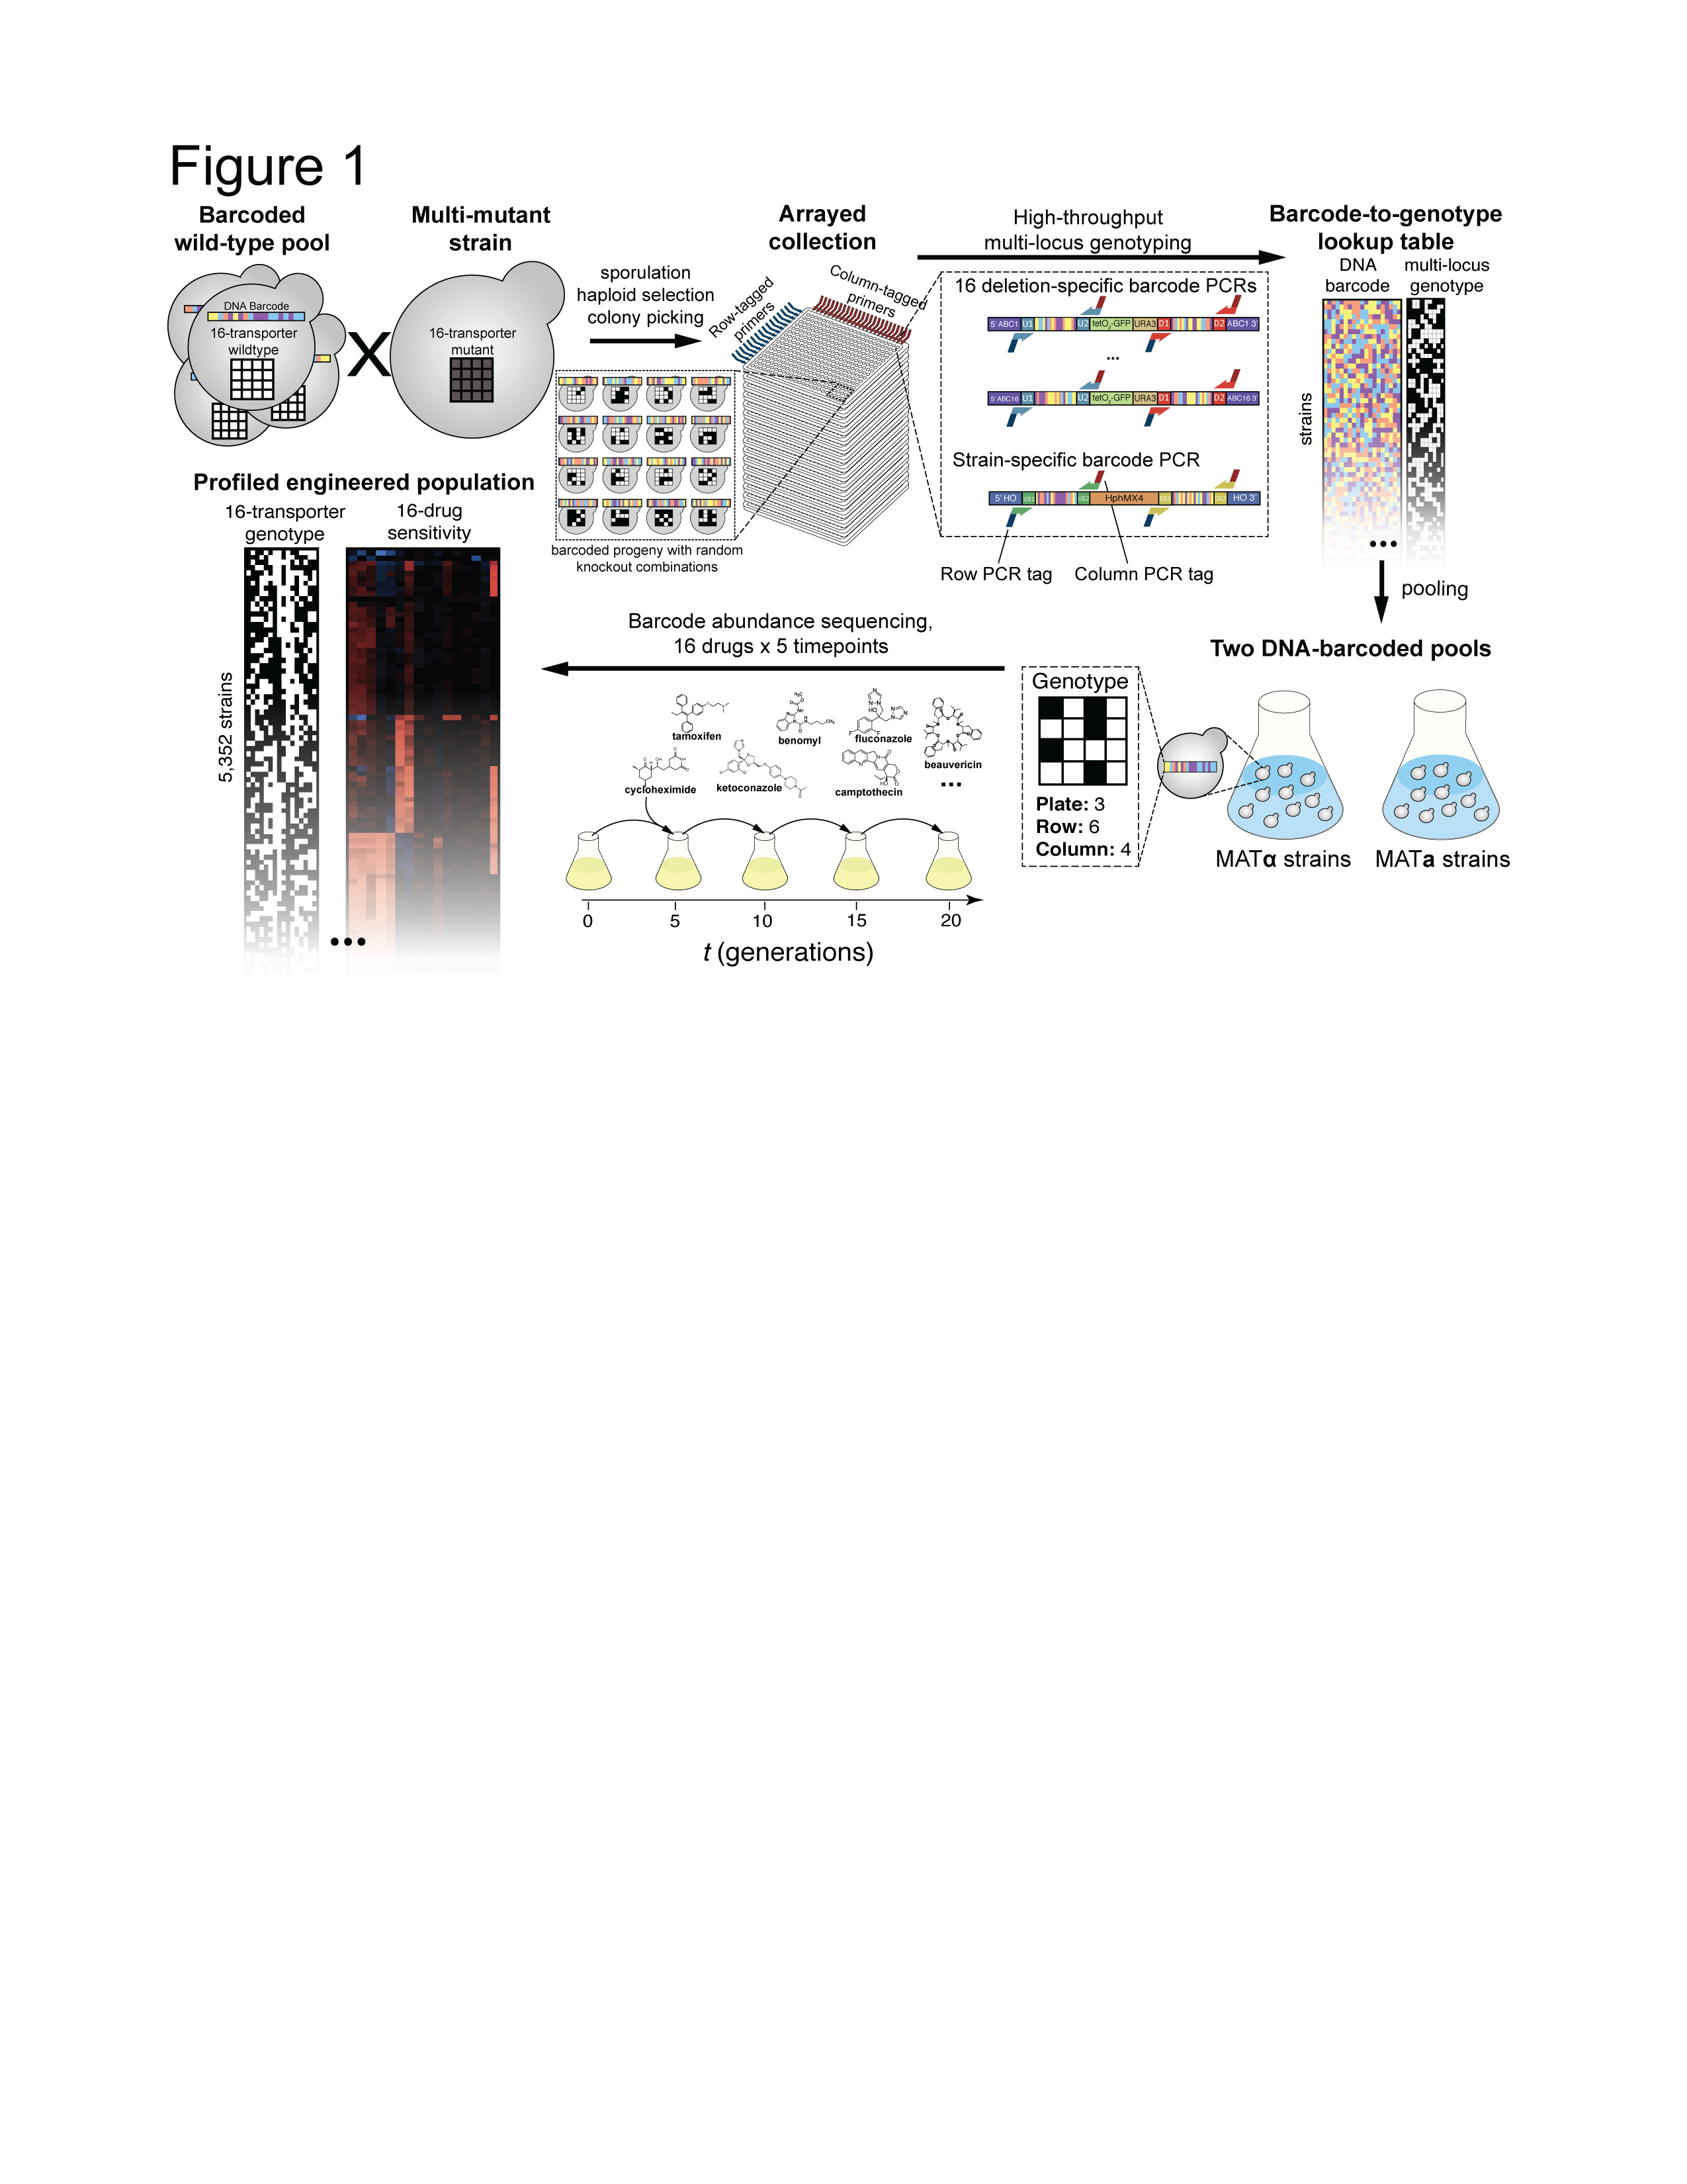 Figure 1
Barcoded
wild-type pool
DNA Barcode
16-transporter
wildtype
X
Multi-mutant
strain
16-transporter
mutant
sporulation
haploid selection
colony picking
Arrayed
collection
Row-tagged
primers
Column-tagged
primers
barcoded progeny with random
knockout combinations
High-throughput
multi-locus genotyping
16 deletion-specific barcode PCRs
5' ABC1 U1 U2 tetO2-GFP URA3 D1 D2 ABC1 3'
...
5' ABC16 U1 U2 tetO2-GFP URA3 D1 D2 ABC16 3'
Strain-specific barcode PCR
5' HO US1 US2 HphMX4 DS1 DS2 HO 3'
Row PCR tag
Column PCR tag
Barcode-to-genotype
lookup table
DNA
barcode
multi-locus
genotype
strains
...
pooling
Two DNA-barcoded pools
MATα strains
MATa strains
Genotype
Plate: 3
Row: 6
Column: 4
Barcode abundance sequencing,
16 drugs x 5 timepoints
tamoxifen
benomyl
fluconazole
beauvericin
cycloheximide
ketoconazole
camptothecin
...
0 5 10 15 20
t (generations)
Profiled engineered population
16-transporter
genotype
16-drug
sensitivity
5,352 strains
...